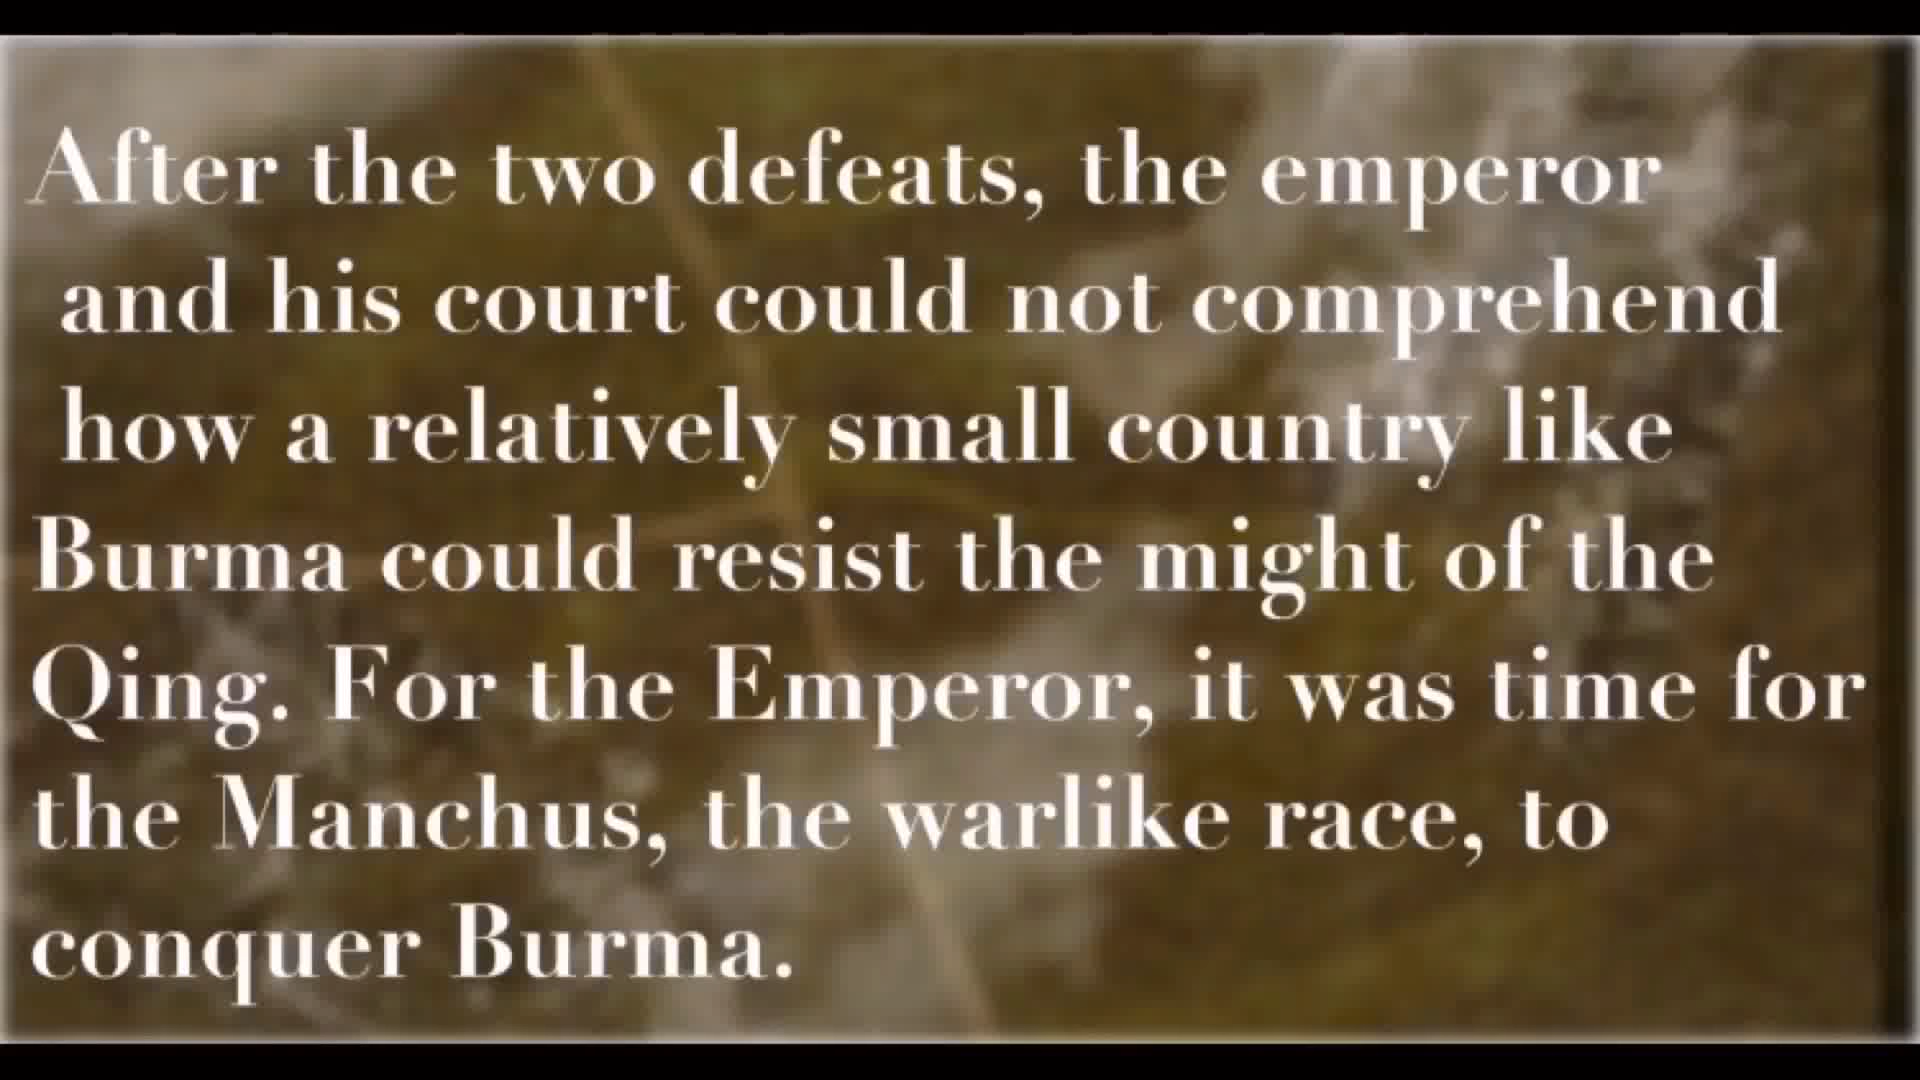 After the two defeats, the emperor
and his court could not comprehend
how a relatively small country like
Burma could resist the might of the
Qing. For the Emperor, it was time for
the Manchus, the warlike race, to
conquer Burma.